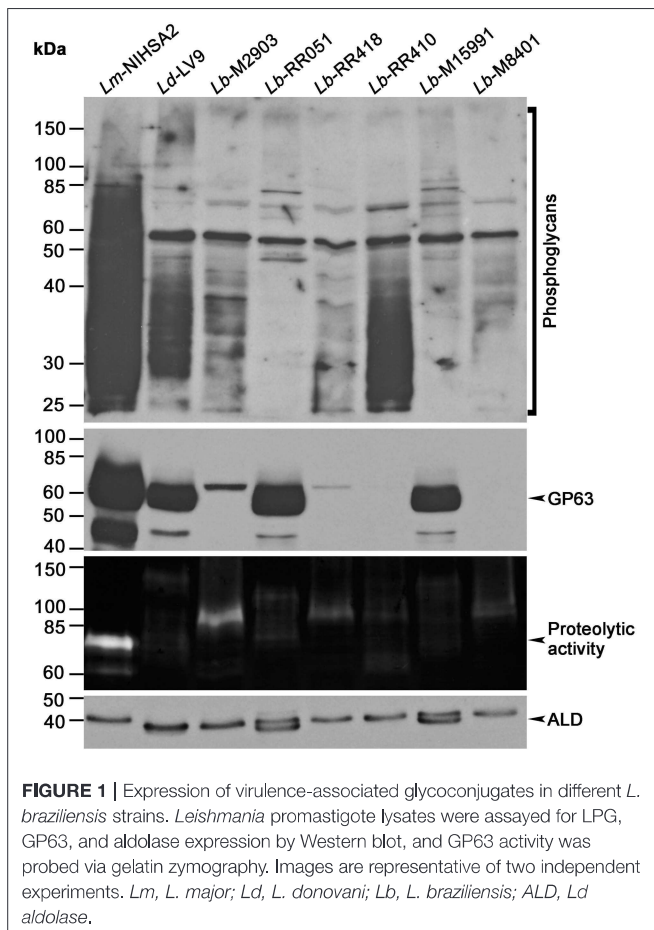 kDa
Lm-NIHSA2
Ld-LV9
Lb-M2903
Lb-RR051
Lb-RR418
Lb-RR410
Lb-M15991
Lb-M8401
150
100
85
60
50
40
30
25
Phosphoglycans
100
85
60
50
40
GP63
150
100
85
60
Proteolytic
activity
50
40
ALD
FIGURE 1 | Expression of virulence-associated glycoconjugates in different L.
braziliensis strains. Leishmania promastigote lysates were assayed for LPG,
GP63, and aldolase expression by Western blot, and GP63 activity was
probed via gelatin zymography. Images are representative of two independent
experiments. Lm, L. major; Ld, L. donovani; Lb, L. braziliensis; ALD, Ld
aldolase.